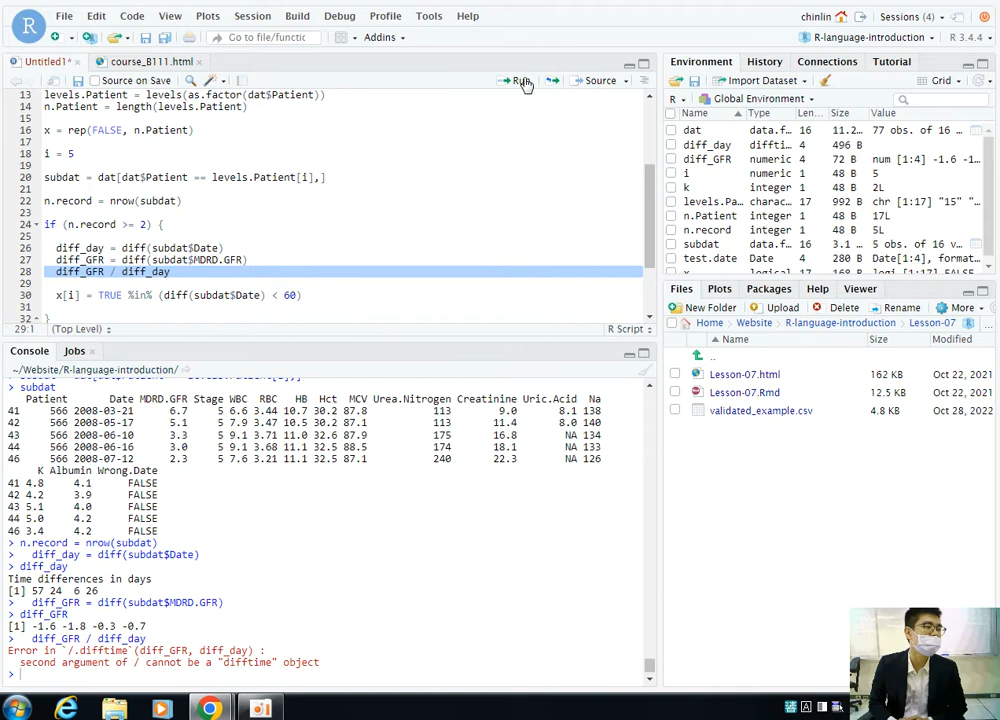 File Edit Code View Plots Session Build Debug Profile Tools Help
chinlin Sessions (4)
Go to file/functic Addins
R-language-introduction R 3.4.4
Untitled1* course_B111.html
Source on Save Run Source
13 levels.Patient = levels(as.factor(dat$Patient))
14 n.Patient = length(levels.Patient)
15
16 x = rep(FALSE, n.Patient)
17
18 i = 5
19
20 subdat = dat[dat$Patient == levels.Patient[i],]
21
22 n.record = nrow(subdat)
23
24 if (n.record >= 2) {
25
26 diff_day = diff(subdat$Date)
27 diff_GFR = diff(subdat$MDRD.GFR)
28 diff_GFR / diff_day
29
30 x[i] = TRUE %in% (diff(subdat$Date) < 60)
31
32 }
29:1 (Top Level) R Script
Console Jobs
~/Website/R-language-introduction/
> subdat
Patient Date MDRD.GFR Stage WBC RBC HB Hct MCV Urea.Nitrogen Creatinine Uric.Acid Na
41 566 2008-03-21 6.7 5 6.6 3.44 10.7 30.2 87.8 113 9.0 8.1 138
42 566 2008-05-17 5.1 5 7.9 3.47 10.5 30.2 87.1 113 11.4 8.0 140
43 566 2008-06-10 3.3 5 9.1 3.71 11.0 32.6 87.9 175 16.8 NA 134
44 566 2008-06-16 3.0 5 9.1 3.68 11.1 32.5 88.5 174 18.1 NA 133
46 566 2008-07-12 2.3 5 7.6 3.21 11.1 32.5 87.1 240 22.3 NA 126
K Albumin Wrong.Date
41 4.8 4.1 FALSE
42 4.2 3.9 FALSE
43 5.1 4.0 FALSE
44 5.0 4.2 FALSE
46 3.4 4.2 FALSE
> n.record = nrow(subdat)
> diff_day = diff(subdat$Date)
> diff_day
Time differences in days
[1] 57 24 6 26
> diff_GFR = diff(subdat$MDRD.GFR)
> diff_GFR
[1] -1.6 -1.8 -0.3 -0.7
> diff_GFR / diff_day
Error in `/.difftime`(diff_GFR, diff_day) :
second argument of / cannot be a "difftime" object
>
Environment History Connections Tutorial
Import Dataset Grid
R Global Environment
Name Type Len... Size Value
dat data.f... 16 11.2... 77 obs. of 16 ...
diff_day diffti... 4 496 B
diff_GFR numeric 4 72 B num [1:4] -1.6 -1...
i numeric 1 48 B 5
k integer 1 48 B 2L
levels.Pa... charac... 17 992 B chr [1:17] "15" "...
n.Patient integer 1 48 B 17L
n.record integer 1 48 B 5L
subdat data.f... 16 3.1 ... 5 obs. of 16 v...
test.date Date 4 280 B Date[1:4], format...
Files Plots Packages Help Viewer
New Folder Upload Delete Rename More
Home Website R-language-introduction Lesson-07 ...
Name Size Modified
..
Lesson-07.html 162 KB Oct 22, 2021
Lesson-07.Rmd 12.5 KB Oct 22, 2021
validated_example.csv 4.8 KB Oct 28, 2022